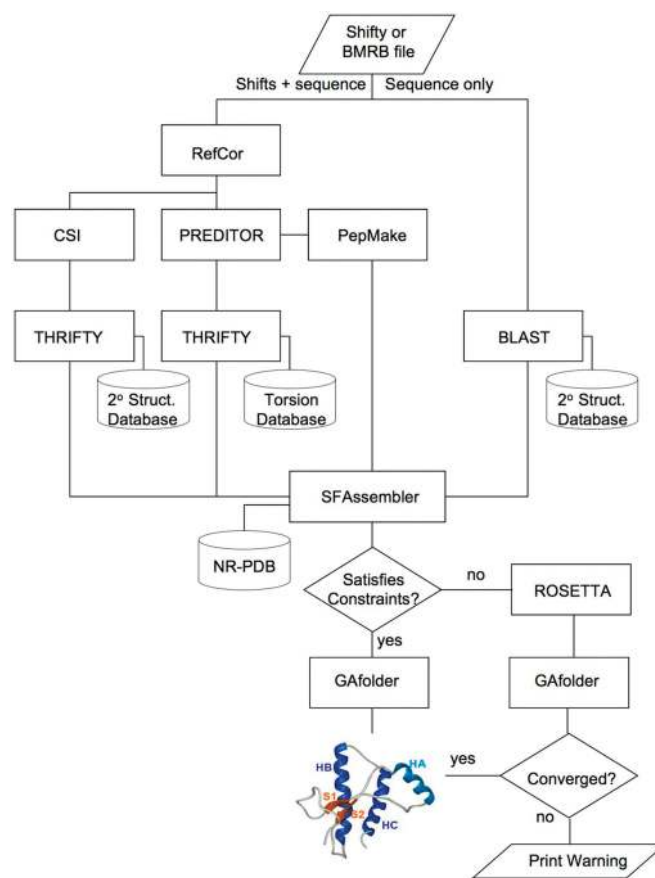 Shifty or
BMRB file
Shifts + sequence
Sequence only
RefCor
CSI
PREDITOR
PepMake
THRIFTY
THRIFTY
BLAST
2º Struct.
Database
Torsion
Database
2º Struct.
Database
SFAssembler
NR-PDB
Satisfies
Constraints?
no
ROSETTA
yes
GAfolder
GAfolder
HB
HA
S1
S2
HC
yes
Converged?
no
Print Warning